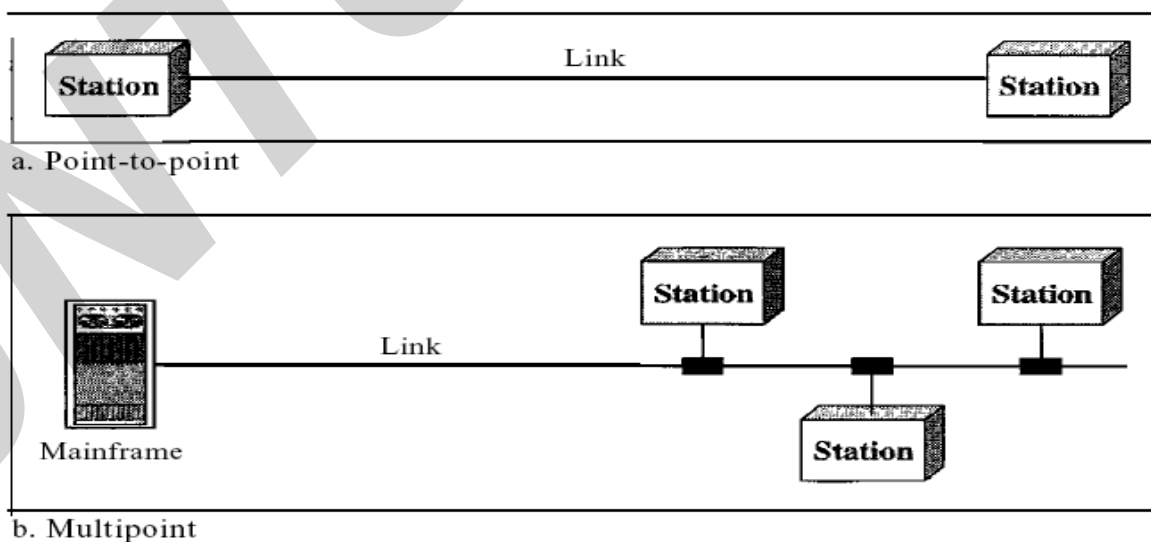 Link
Station
Station
a. Point-to-point
Station
Station
Link
Station
Mainframe
b. Multipoint